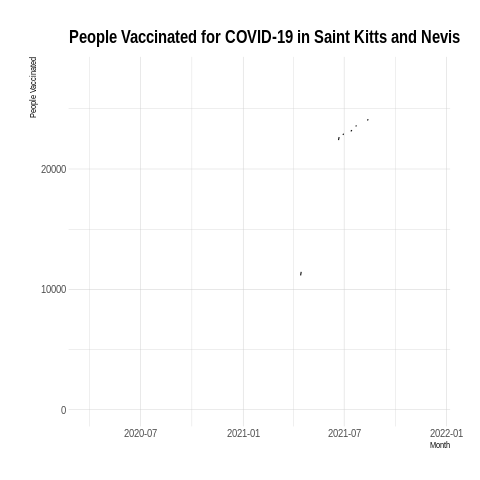 People Vaccinated for COVID-19 in Saint Kitts and Nevis
People Vaccinated
20000
10000
0
2020-07
2021-01
2021-07
2022-01
Month